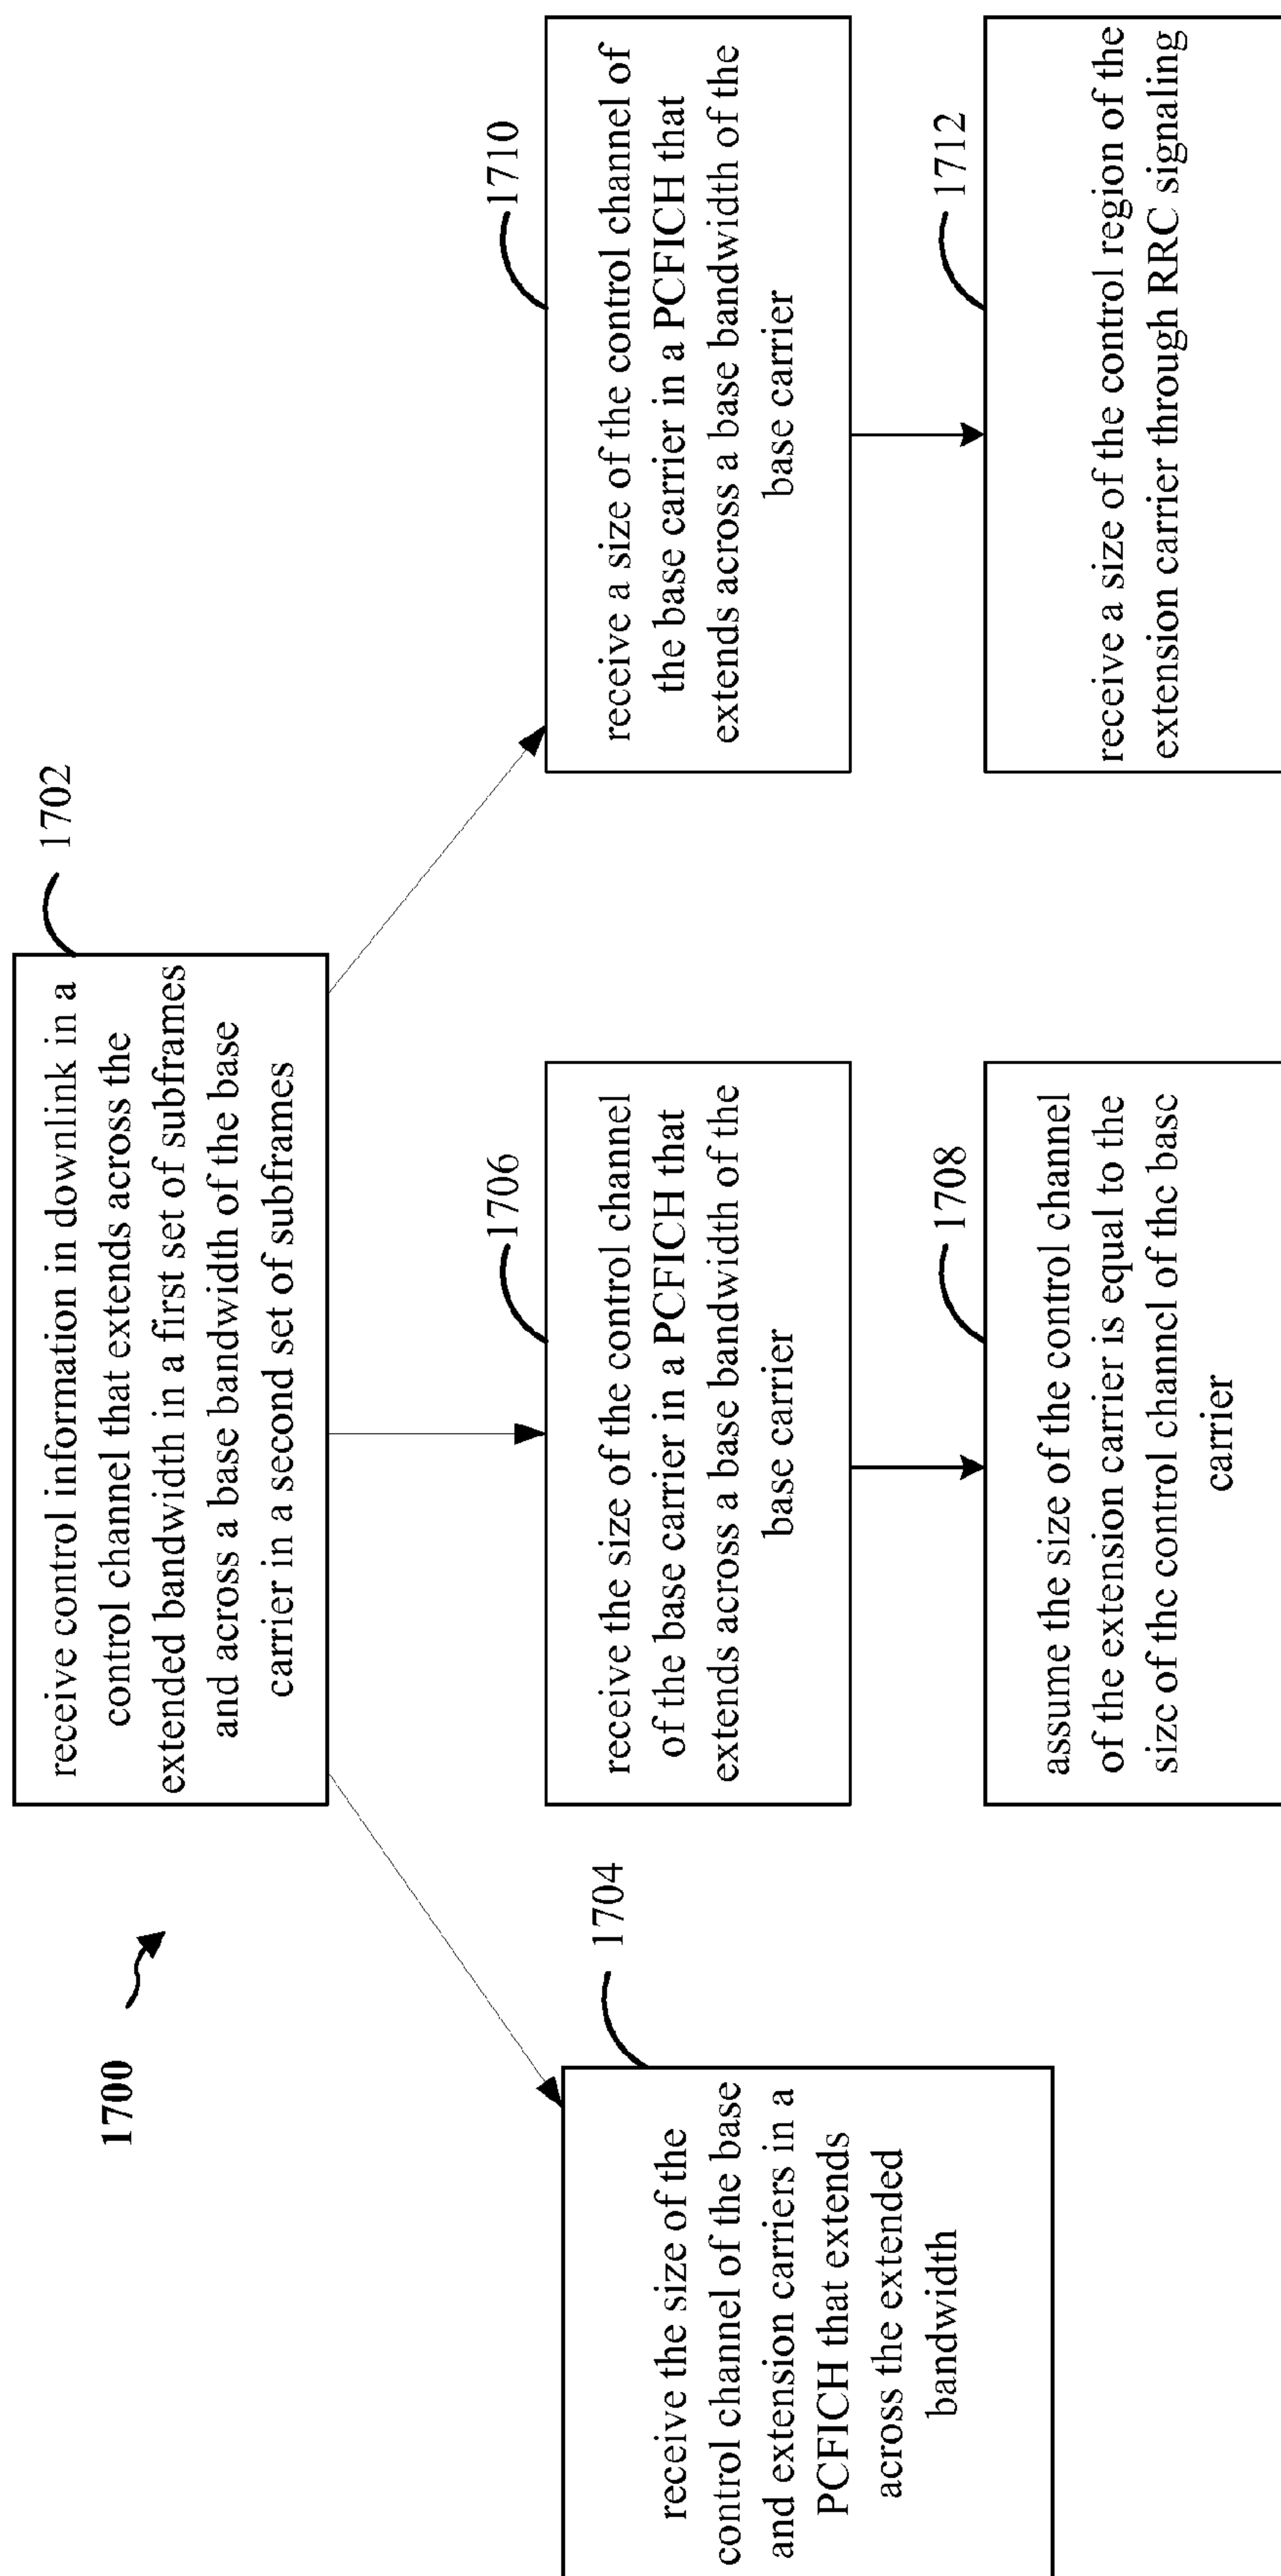 1700
1702
receive control information in downlink in a
control channel that extends across the
extended bandwidth in a first set of subframes
and across a base bandwidth of the base
carrier in a second set of subframes
1704
receive the size of the
control channel of the base
and extension carriers in a
PCFICH that extends
across the extended
bandwidth
1706
receive the size of the control channel
of the base carrier in a PCFICH that
extends across a base bandwidth of the
base carrier
1708
assume the size of the control channel
of the extension carrier is equal to the
size of the control channel of the base
carrier
1710
receive a size of the control channel of
the base carrier in a PCFICH that
extends across a base bandwidth of the
base carrier
1712
receive a size of the control region of the
extension carrier through RRC signaling